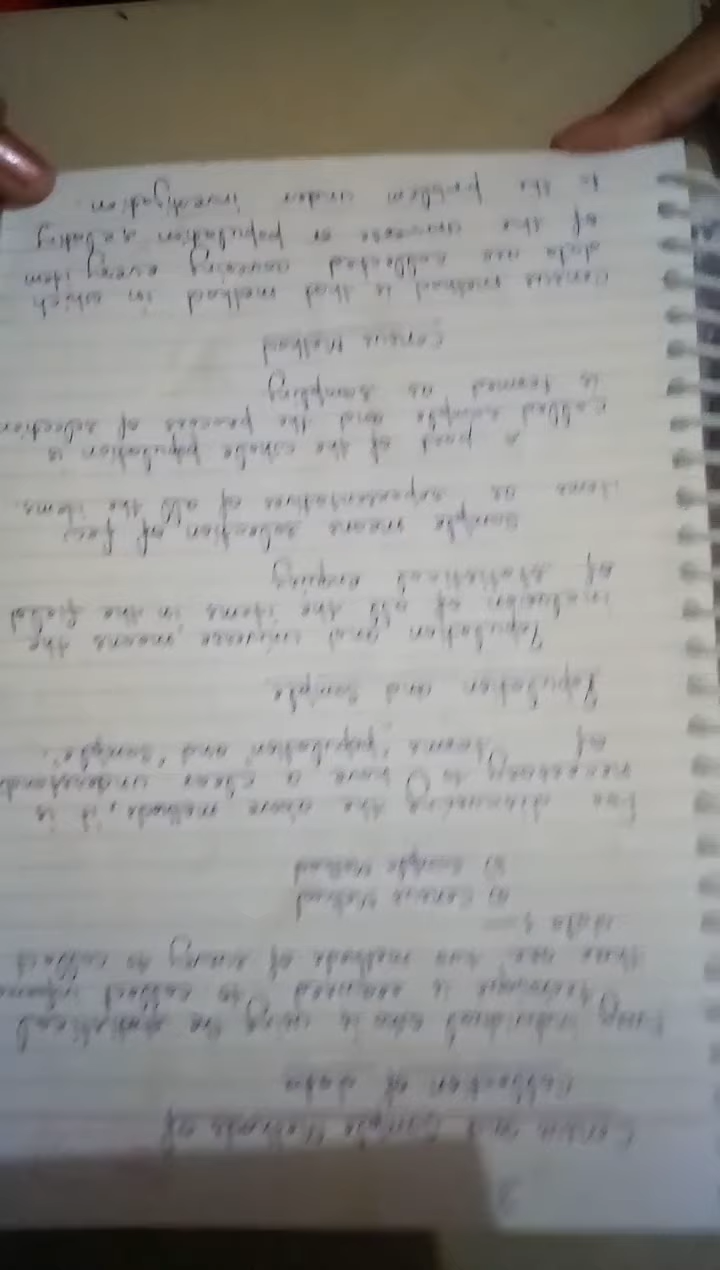 Census and Sample Methods of
Collection of data
Every individual who is using the statistical
technique is required to collect
There are two methods of enquiry to collect
data :-
a) Census Method
b) Sample Method
For discussing the above methods, it is
necessary to have a clear
of terms "population" and "sample".
Population and Sample
Population and universe means the
inclusion of all the items in the field
of statistical enquiry
Sample means selection of few
items as representatives of all the items.
A part of the whole population is
called sample and the process of selection
is termed as sampling
Census Method
Census method is that method in which
data are collected covering every item
of the universe or population relating
to the problem under investigation.